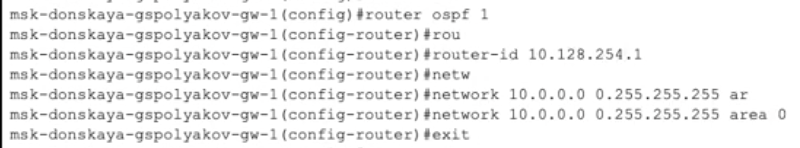 msk-donskaya-gspolyakov-gw-1(config)#router ospf 1
msk-donskaya-gspolyakov-gw-1(config-router)#rou
msk-donskaya-gspolyakov-gw-1(config-router)#router-id 10.128.254.1
msk-donskaya-gspolyakov-gw-1(config-router)#netw
msk-donskaya-gspolyakov-gw-1(config-router)#network 10.0.0.0 0.255.255.255 ar
msk-donskaya-gspolyakov-gw-1(config-router)#network 10.0.0.0 0.255.255.255 area 0
msk-donskaya-gspolyakov-gw-1(config-router)#exit